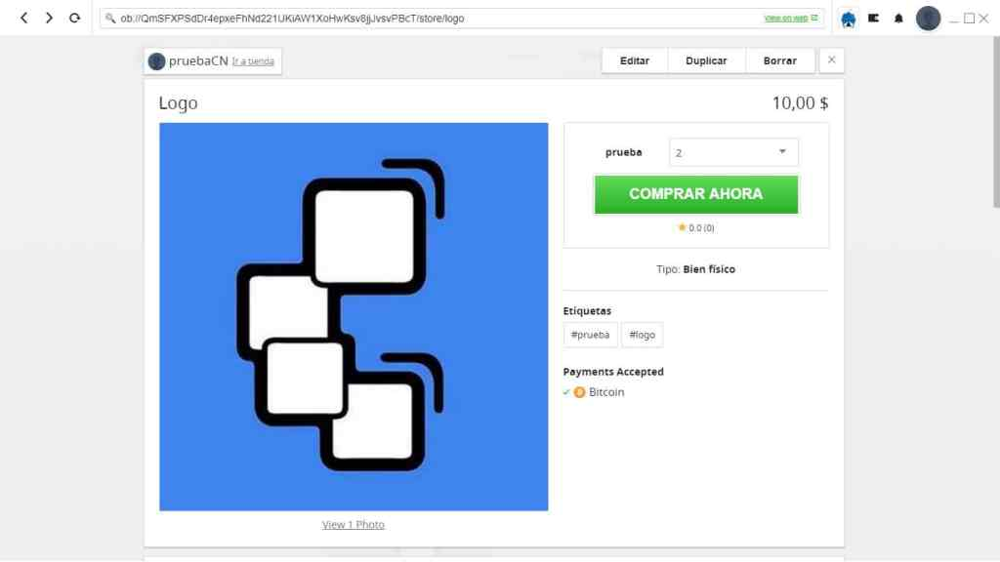 ob://QmSFXPSdDr4epxeFhNd221UKiAW1XoHwKsv8jjJvsvPBcT/store/logo View on web
pruebaCN Ir a tienda
Editar Duplicar Borrar
Logo 10,00 $
prueba 2
COMPRAR AHORA
0.0 (0)
Tipo: Bien físico
Etiquetas
#prueba #logo
Payments Accepted
Bitcoin
View 1 Photo